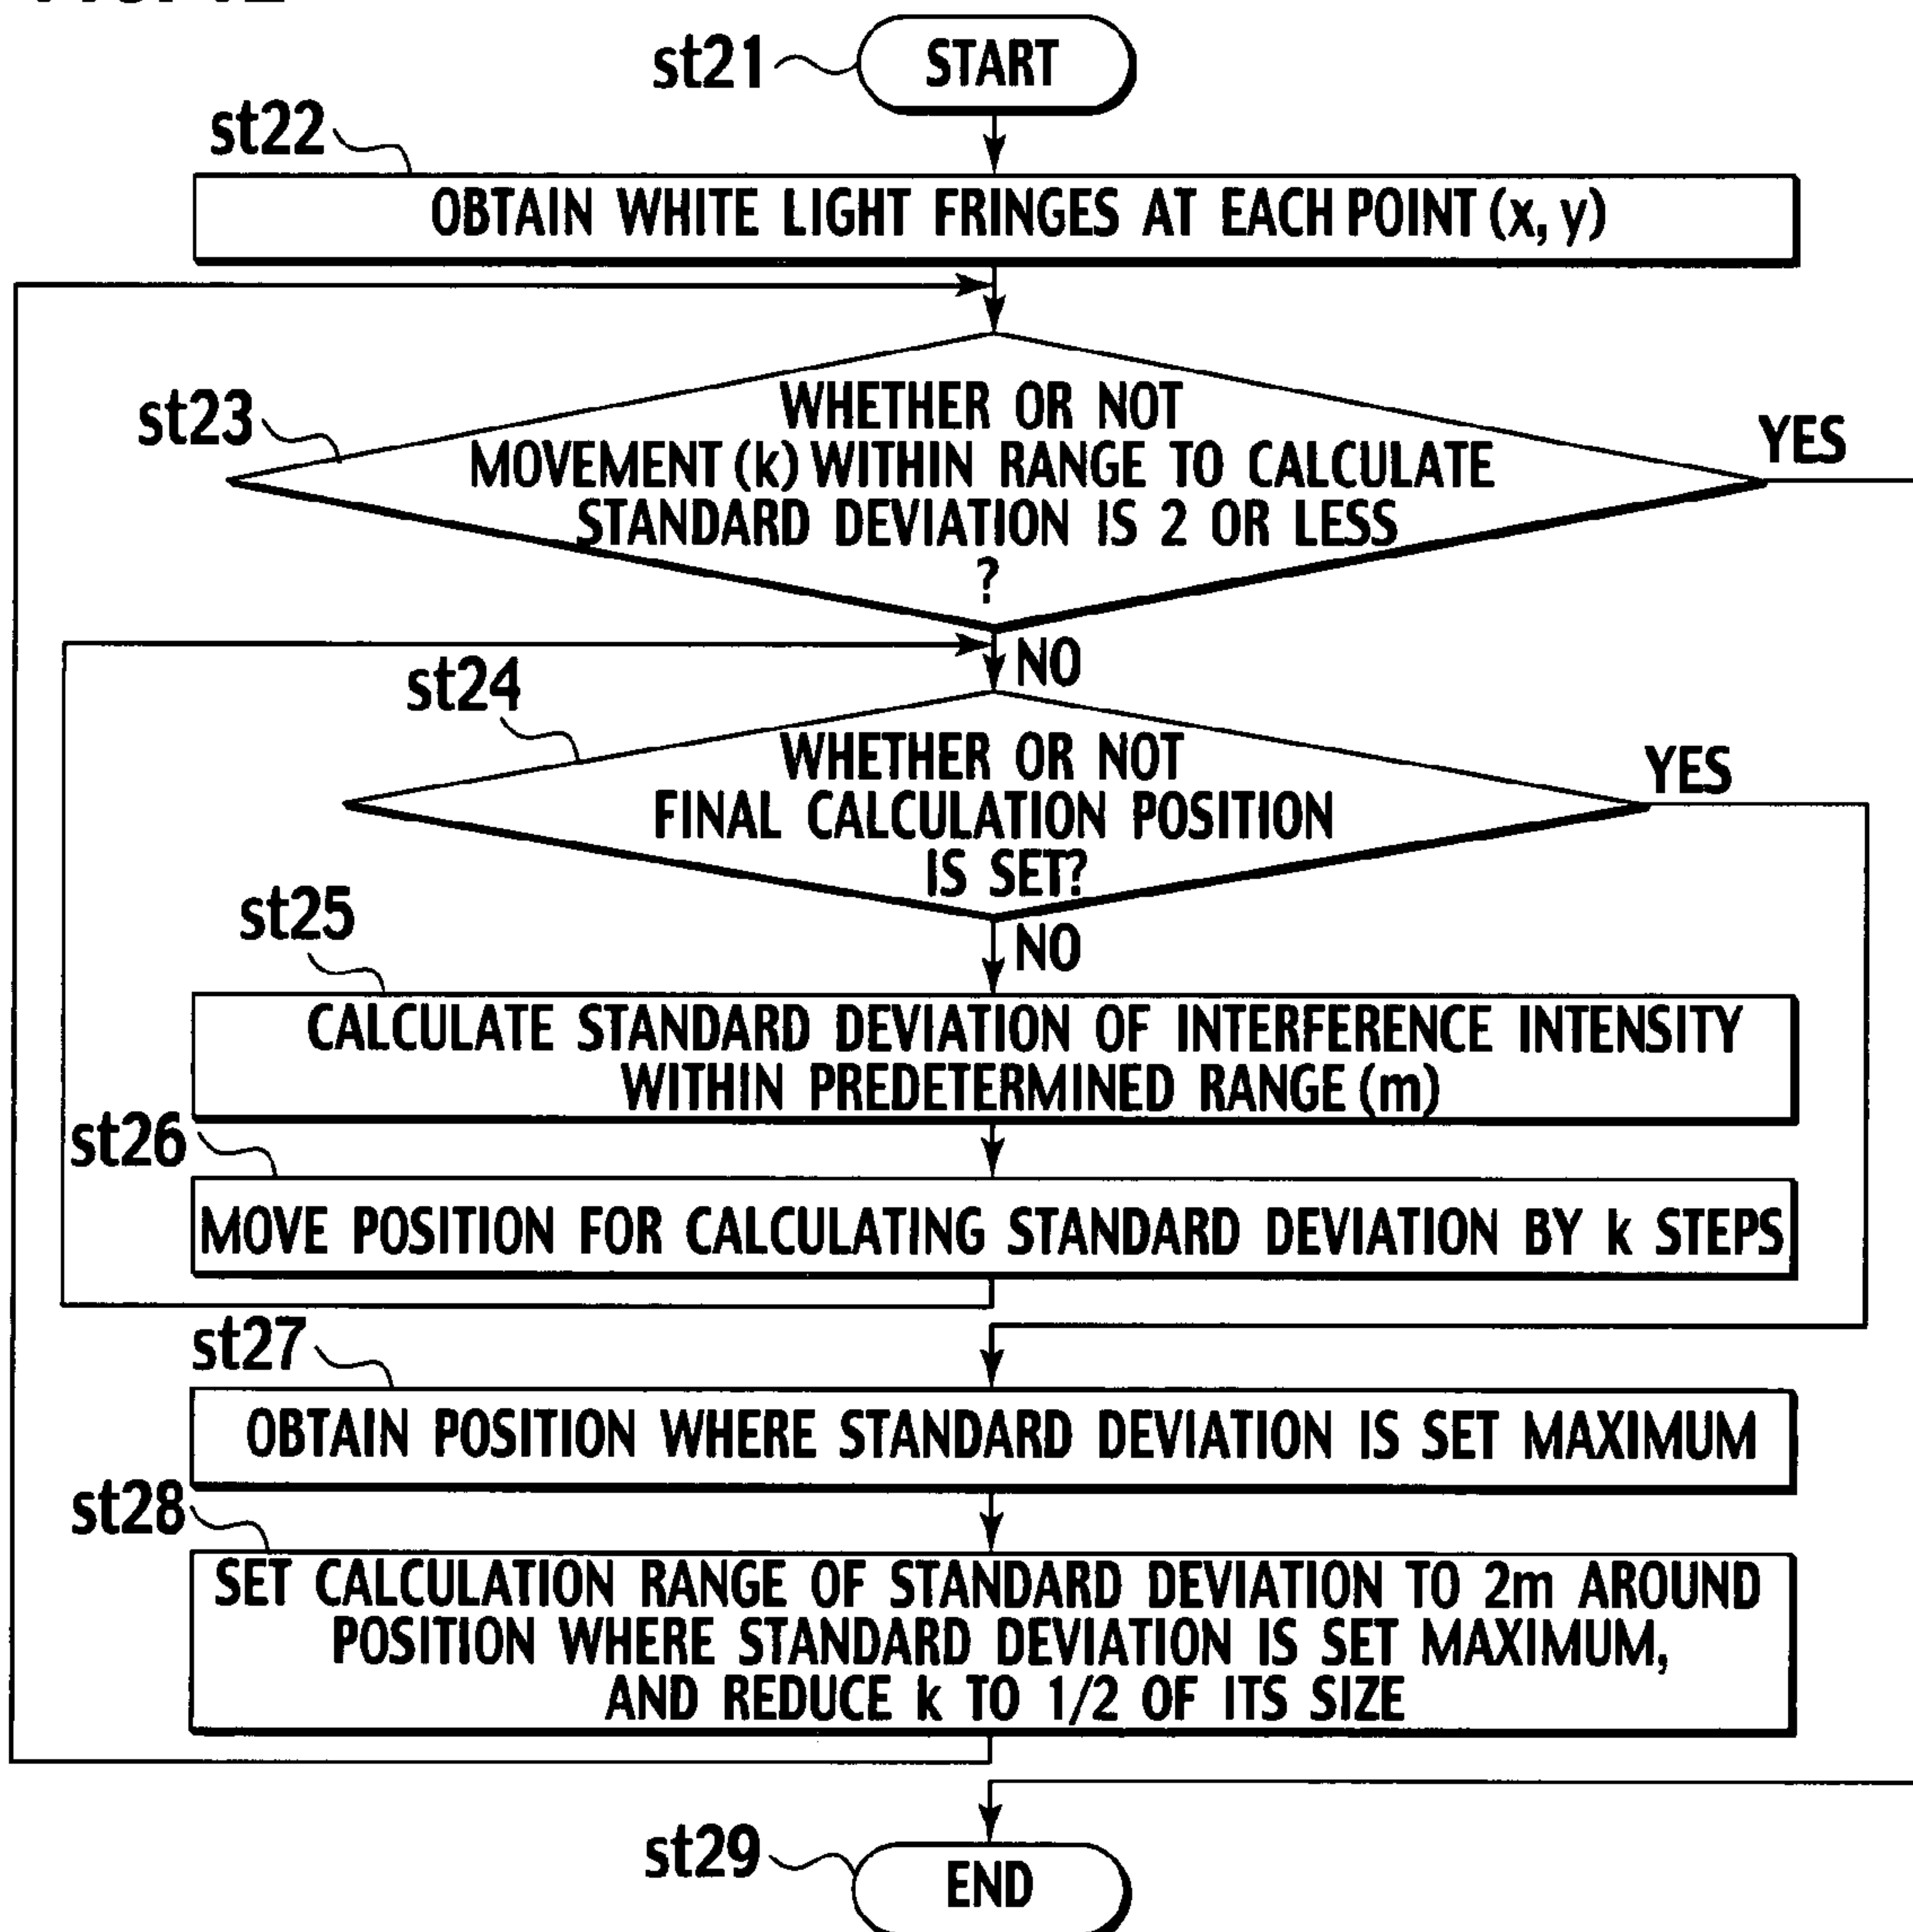 st21
START
st22
OBTAIN WHITE LIGHT FRINGES AT EACH POINT (x, y)
st23
WHETHER OR NOT
MOVEMENT (k) WITHIN RANGE TO CALCULATE
STANDARD DEVIATION IS 2 OR LESS
?
YES
NO
st24
WHETHER OR NOT
FINAL CALCULATION POSITION
IS SET?
YES
NO
st25
CALCULATE STANDARD DEVIATION OF INTERFERENCE INTENSITY
WITHIN PREDETERMINED RANGE (m)
st26
MOVE POSITION FOR CALCULATING STANDARD DEVIATION BY k STEPS
st27
OBTAIN POSITION WHERE STANDARD DEVIATION IS SET MAXIMUM
st28
SET CALCULATION RANGE OF STANDARD DEVIATION TO 2m AROUND
POSITION WHERE STANDARD DEVIATION IS SET MAXIMUM,
AND REDUCE k TO 1/2 OF ITS SIZE
st29
END